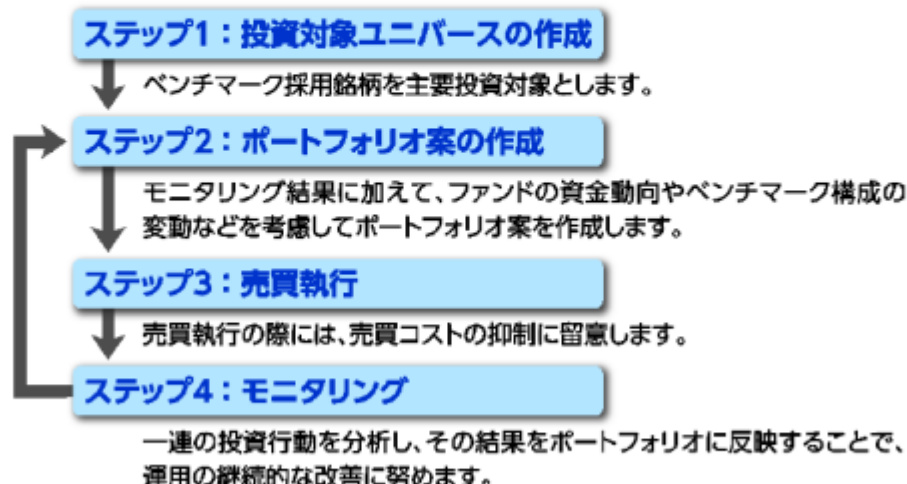 ステップ1：投資対象ユニバースの作成
ベンチマーク採用銘柄を主要投資対象とします。
ステップ2：ポートフォリオ案の作成
モニタリング結果に加えて、ファンドの資金動向やベンチマーク構成の
変動などを考慮してポートフォリオ案を作成します。
ステップ3：売買執行
売買執行の際には、売買コストの抑制に留意します。
ステップ4：モニタリング
一連の投資行動を分析し、その結果をポートフォリオに反映することで、
運用の継続的な改善に努めます。